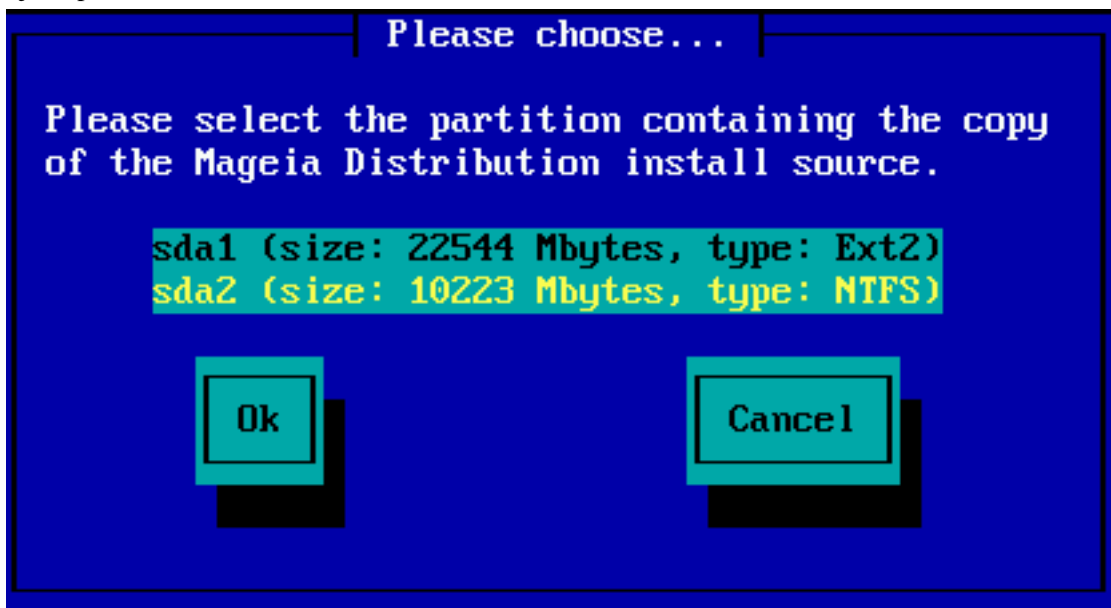 Please choose...
Please select the partition containing the copy
of the Mageia Distribution install source.
sda1 (size: 22544 Mbytes, type: Ext2)
sda2 (size: 10223 Mbytes, type: NTFS)
Ok Cancel